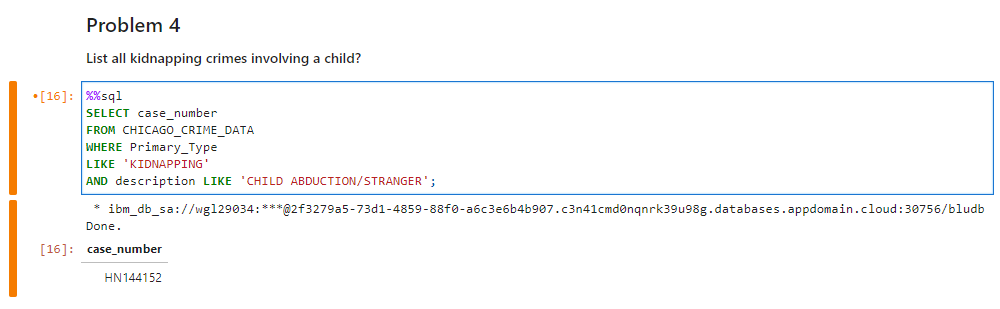 Problem 4
List all kidnapping crimes involving a child?
•[16]: %%sql
SELECT case_number
FROM CHICAGO_CRIME_DATA
WHERE Primary_Type
LIKE 'KIDNAPPING'
AND description LIKE 'CHILD ABDUCTION/STRANGER';
* ibm_db_sa://wgl29034:***@2f3279a5-73d1-4859-88f0-a6c3e6b4b907.c3n41cmd0nqnrk39u98g.databases.appdomain.cloud:30756/bludb
Done.
[16]: case_number
HN144152